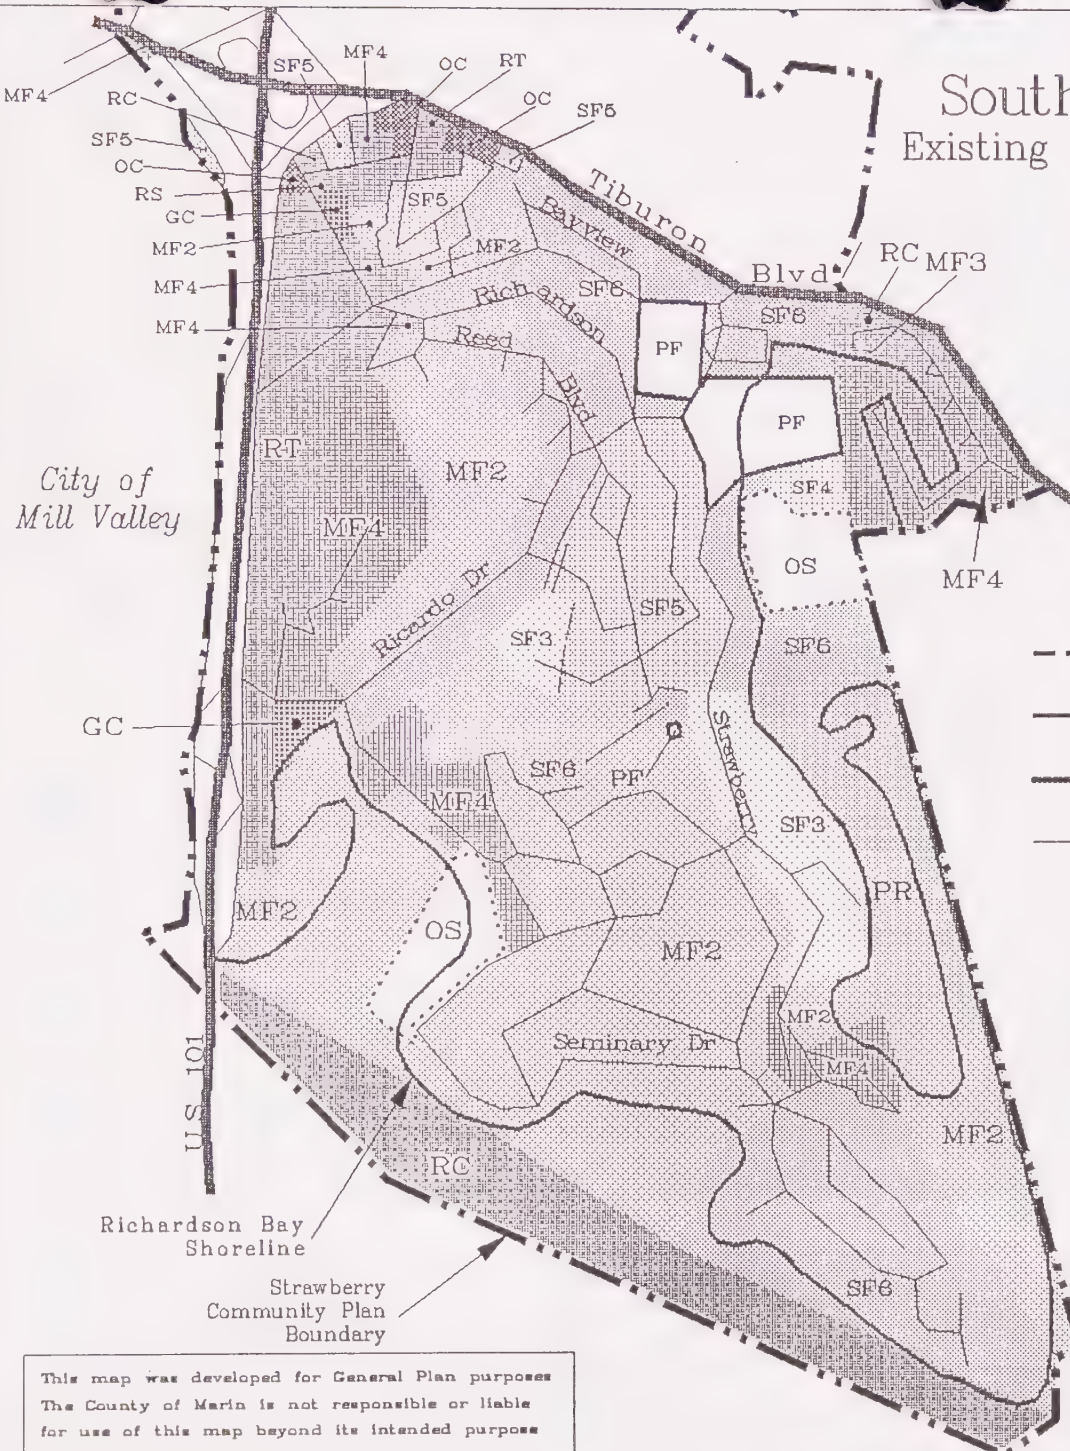 South
Existing
MF4
RC
SF5
OC
RS
GC
MF2
MF4
MF4
SF5
MF4
OC
RT
OC
SF5
SF5
MF2
Tiburon
Blvd
Bayview
Richardson
SF6
Reed
Blvd
PF
SF6
RC
MF3
PF
SF4
OS
MF4
City of
Mill Valley
RT
MF2
MF4
Ricardo Dr
SF3
SF5
SF6
GC
Strawberry
SF6
PF
MF4
SF3
PR
MF2
OS
MF2
MF2
Seminary Dr
MF4
MF2
U S 101
RC
SF6
Richardson Bay
Shoreline
Strawberry
Community Plan
Boundary
This map was developed for General Plan purposes
The County of Marin is not responsible or liable
for use of this map beyond its intended purpose